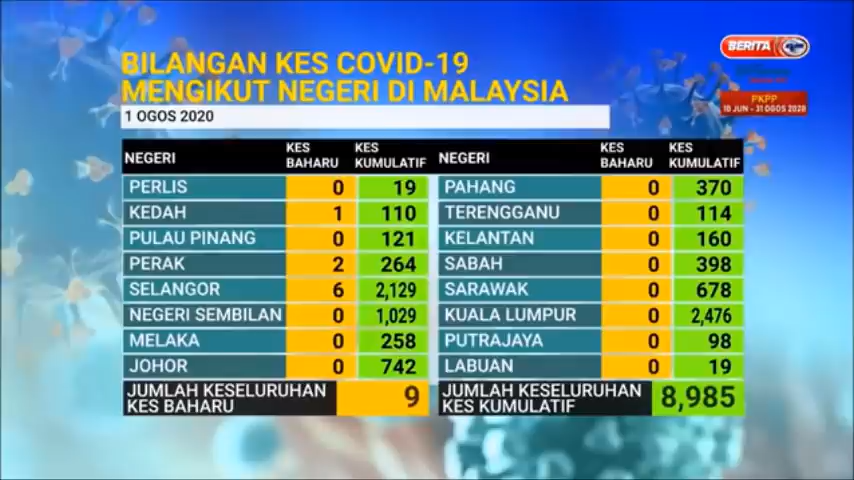 BILANGAN KES COVID-19
MENGIKUT NEGERI DI MALAYSIA
1 OGOS 2020
BERITA
PKPP
10 JUN - 31 OGOS 2020
NEGERI KES BAHARU KES KUMULATIF
PERLIS 0 19
KEDAH 1 110
PULAU PINANG 0 121
PERAK 2 264
SELANGOR 6 2,129
NEGERI SEMBILAN 0 1,029
MELAKA 0 258
JOHOR 0 742
JUMLAH KESELURUHAN
KES BAHARU 9
NEGERI KES BAHARU KES KUMULATIF
PAHANG 0 370
TERENGGANU 0 114
KELANTAN 0 160
SABAH 0 398
SARAWAK 0 678
KUALA LUMPUR 0 2,476
PUTRAJAYA 0 98
LABUAN 0 19
JUMLAH KESELURUHAN
KES KUMULATIF 8,985